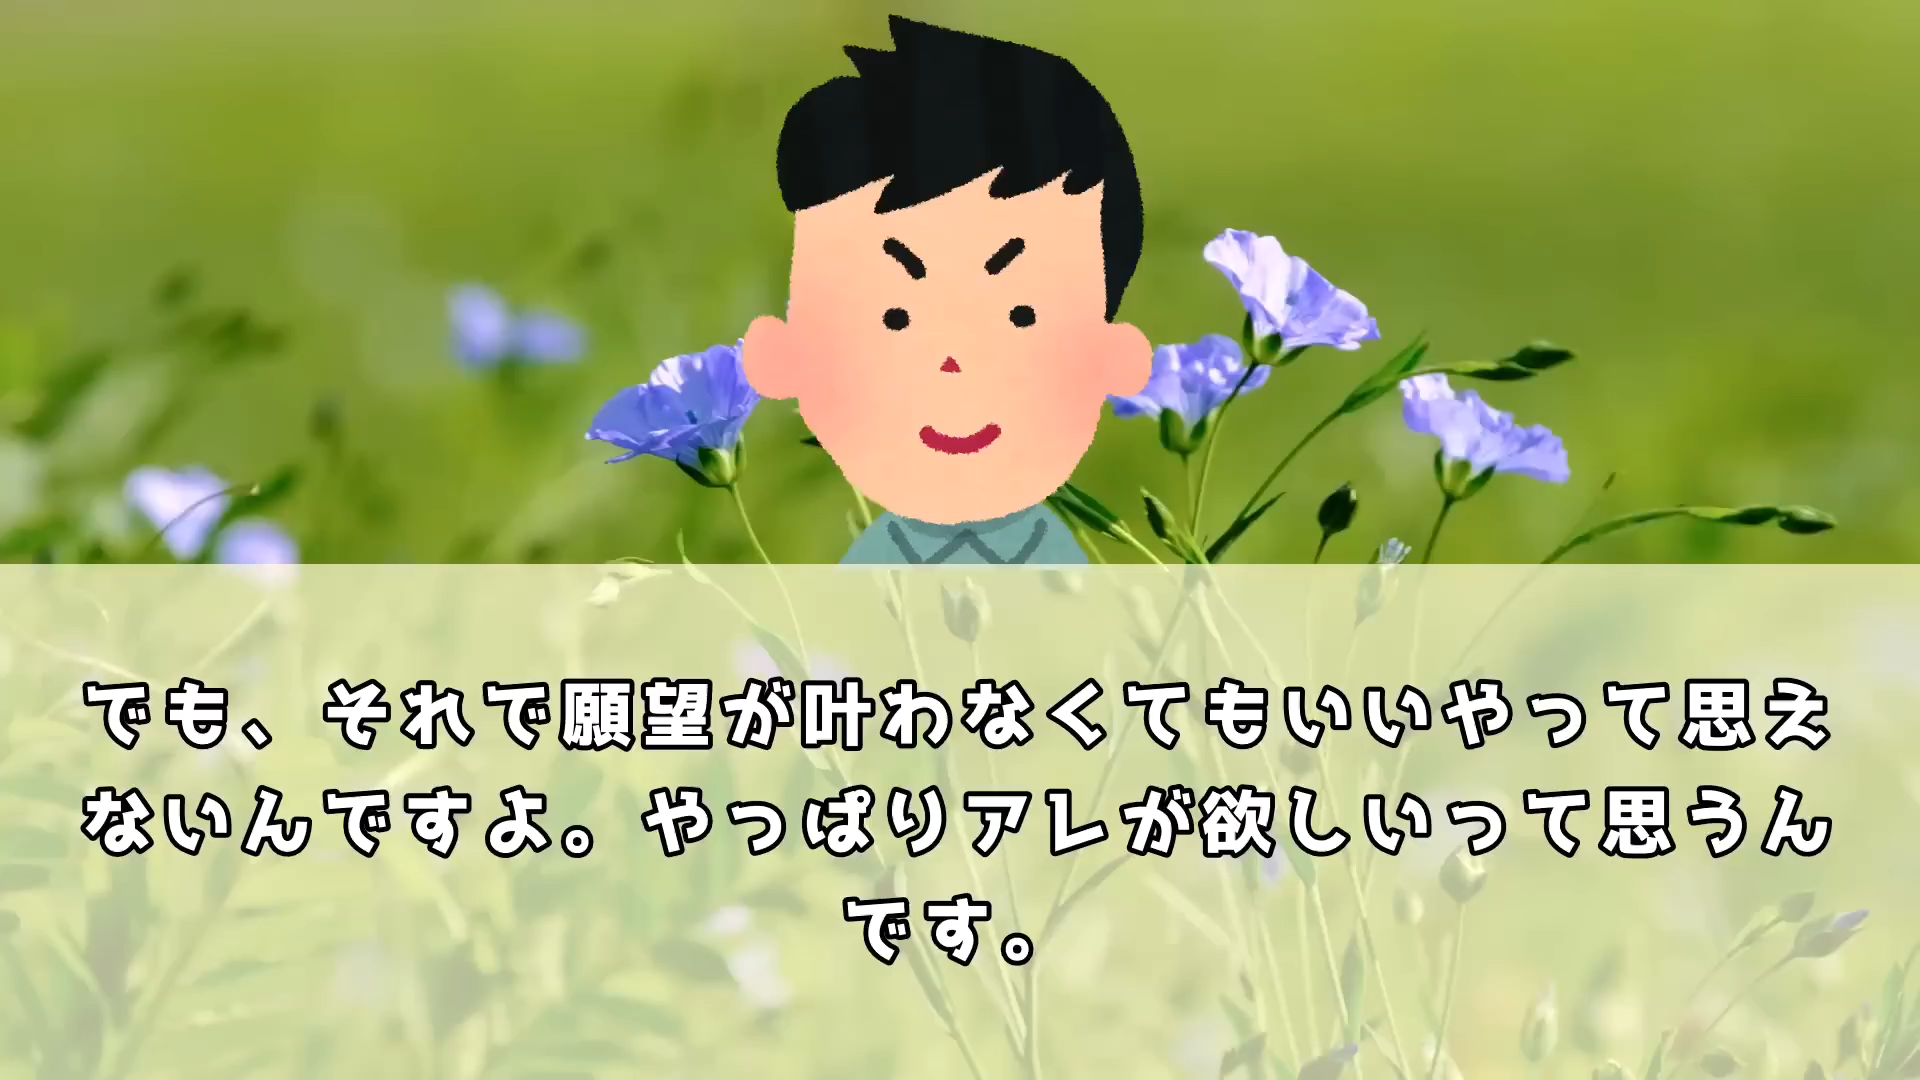 でも、それで願望が叶わなくてもいいやって思え
ないんですよ。やっぱりアレが欲しいって思うん
です。